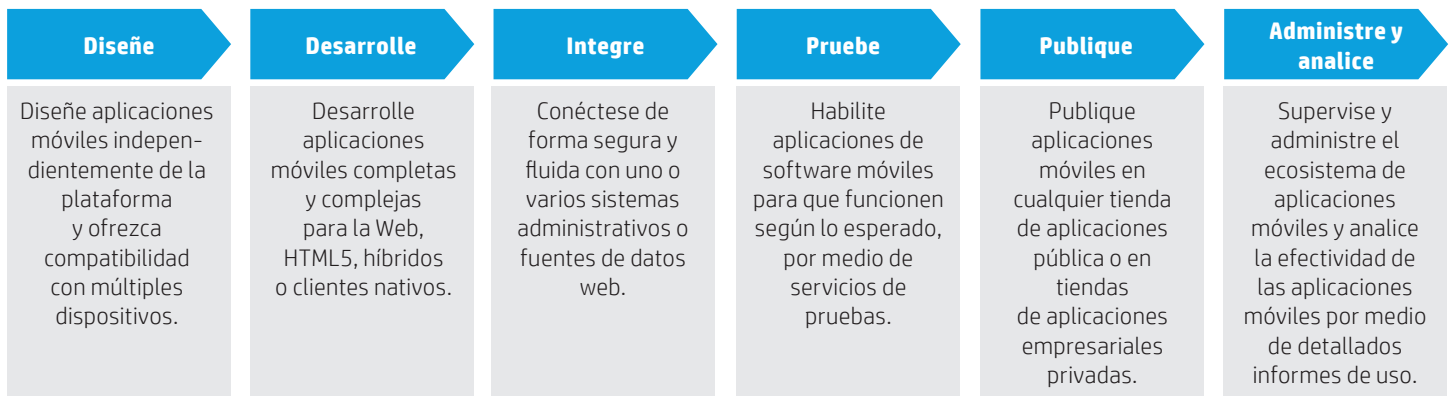 Diseñe
Diseñe aplicaciones
móviles indepen-
dientemente de la
plataforma
y ofrezca
compatibilidad
con múltiples
dispositivos.
Desarrolle
Desarrolle
aplicaciones
móviles completas
y complejas
para la Web,
HTML5, híbridos
o clientes nativos.
Integre
Conéctese de
forma segura y
fluida con uno o
varios sistemas
administrativos o
fuentes de datos
web.
Pruebe
Habilite
aplicaciones de
software móviles
para que funcionen
según lo esperado,
por medio de
servicios de
pruebas.
Publique
Publique
aplicaciones
móviles en
cualquier tienda
de aplicaciones
pública o en
tiendas
de aplicaciones
empresariales
privadas.
Administre y
analice
Supervise y
administre el
ecosistema de
aplicaciones
móviles y analice
la efectividad de
las aplicaciones
móviles por medio
de detallados
informes de uso.